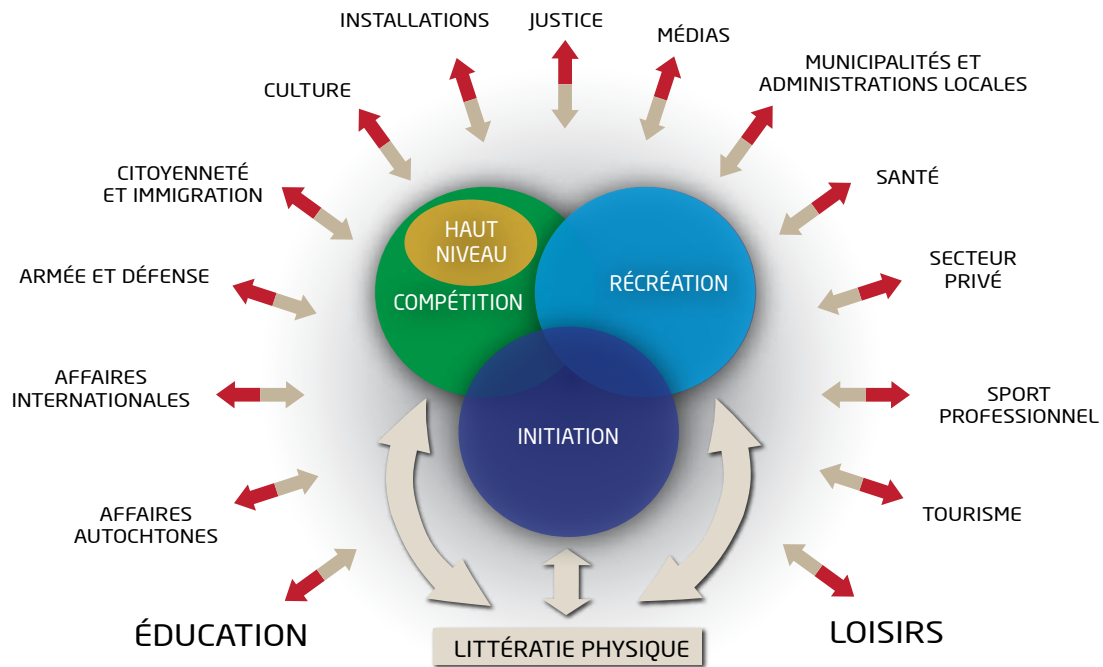 INSTALLATIONS
JUSTICE
MÉDIAS
MUNICIPALITÉS ET
ADMINISTRATIONS LOCALES
CULTURE
CITOYENNETÉ
ET IMMIGRATION
SANTÉ
HAUT
NIVEAU
COMPÉTITION
RÉCRÉATION
ARMÉE ET DÉFENSE
SECTEUR
PRIVÉ
AFFAIRES
INTERNATIONALES
SPORT
PROFESSIONNEL
INITIATION
AFFAIRES
AUTOCHTONES
TOURISME
ÉDUCATION
LITTÉRATIE PHYSIQUE
LOISIRS